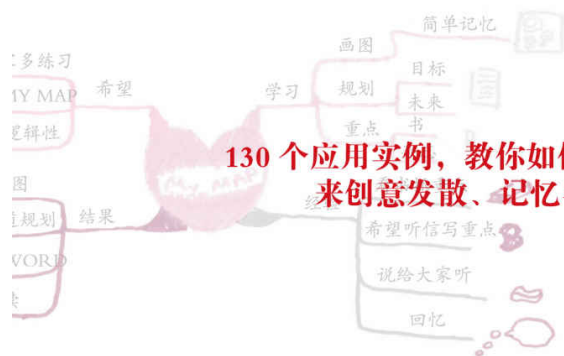 简单记忆
画图
多练习
目标
MY MAP
希望
学习
规划
未来
逻辑性
重点
书
130 个应用实例，教你如
MY MAP
来创意发散、记忆
图
规划
结果
希望听信写重点
WORD
说给大家听
回忆